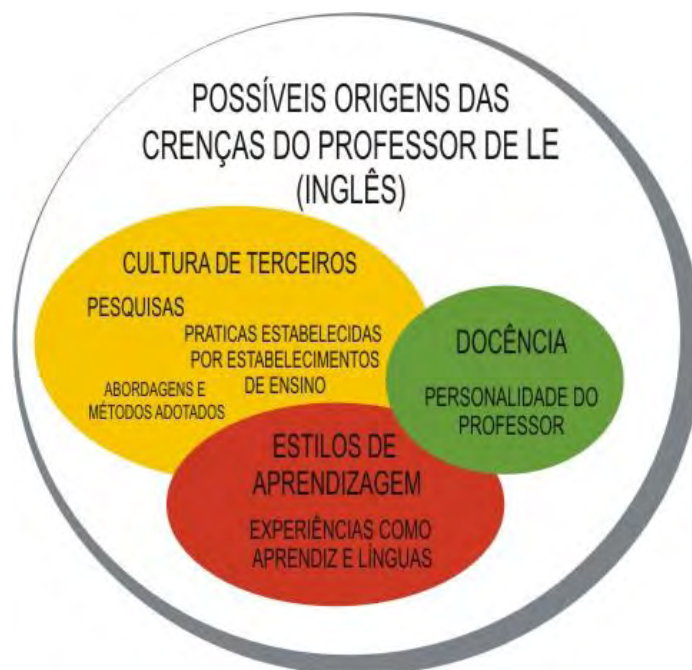 POSSÍVEIS ORIGENS DAS
CRENÇAS DO PROFESSOR DE LE
(INGLÊS)
CULTURA DE TERCEIROS
PESQUISAS
PRATICAS ESTABELECIDAS
POR ESTABELECIMENTOS
DE ENSINO
ABORDAGENS E
MÉTODOS ADOTADOS
DOCÊNCIA
PERSONALIDADE DO
PROFESSOR
ESTILOS DE
APRENDIZAGEM
EXPERIÊNCIAS COMO
APRENDIZ E LÍNGUAS